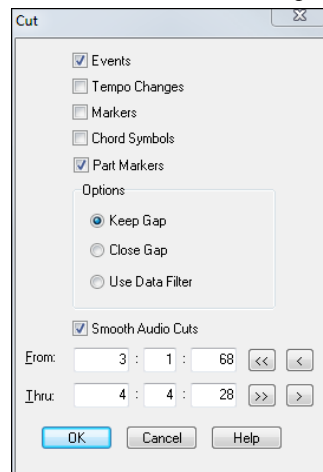 Cut
Events
Tempo Changes
Markers
Chord Symbols
Part Markers
Options
Keep Gap
Close Gap
Use Data Filter
Smooth Audio Cuts
From: 3 : 1 : 68 << <
Thru: 4 : 4 : 28 >> >
OK Cancel Help